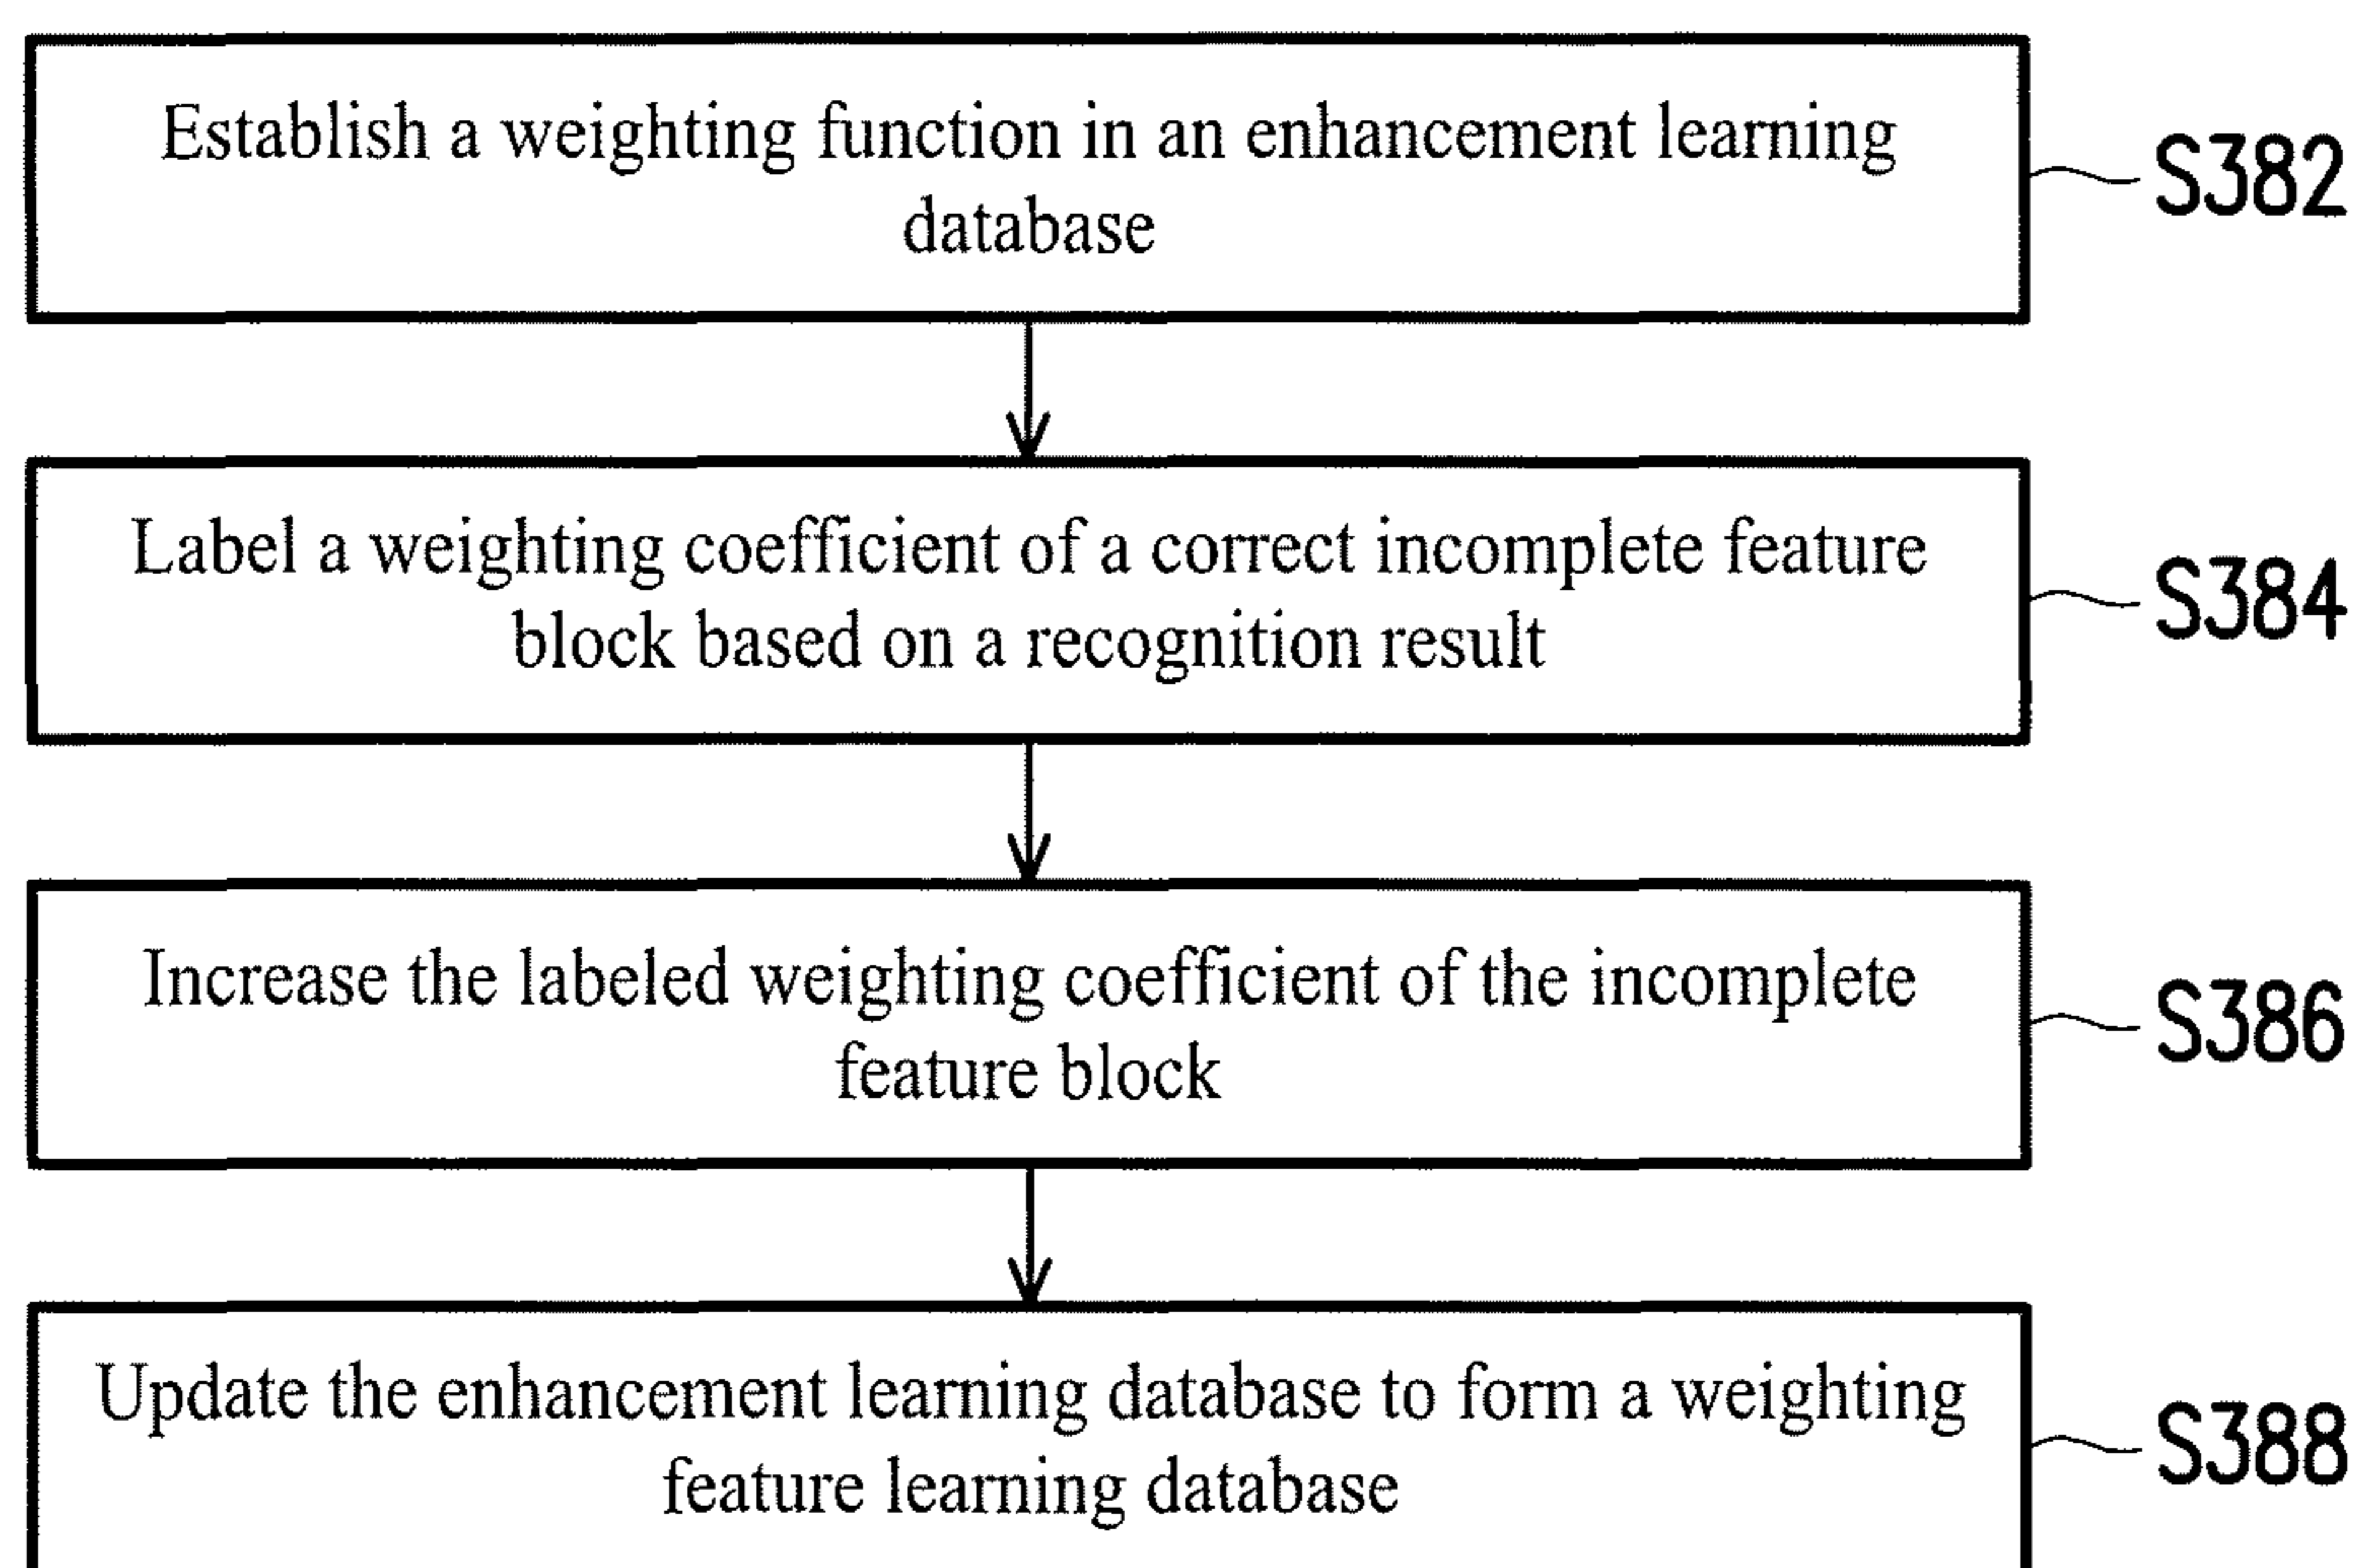 Establish a weighting function in an enhancement learning
database
S382
Label a weighting coefficient of a correct incomplete feature
block based on a recognition result
S384
Increase the labeled weighting coefficient of the incomplete
feature block
S386
Update the enhancement learning database to form a weighting
feature learning database
S388